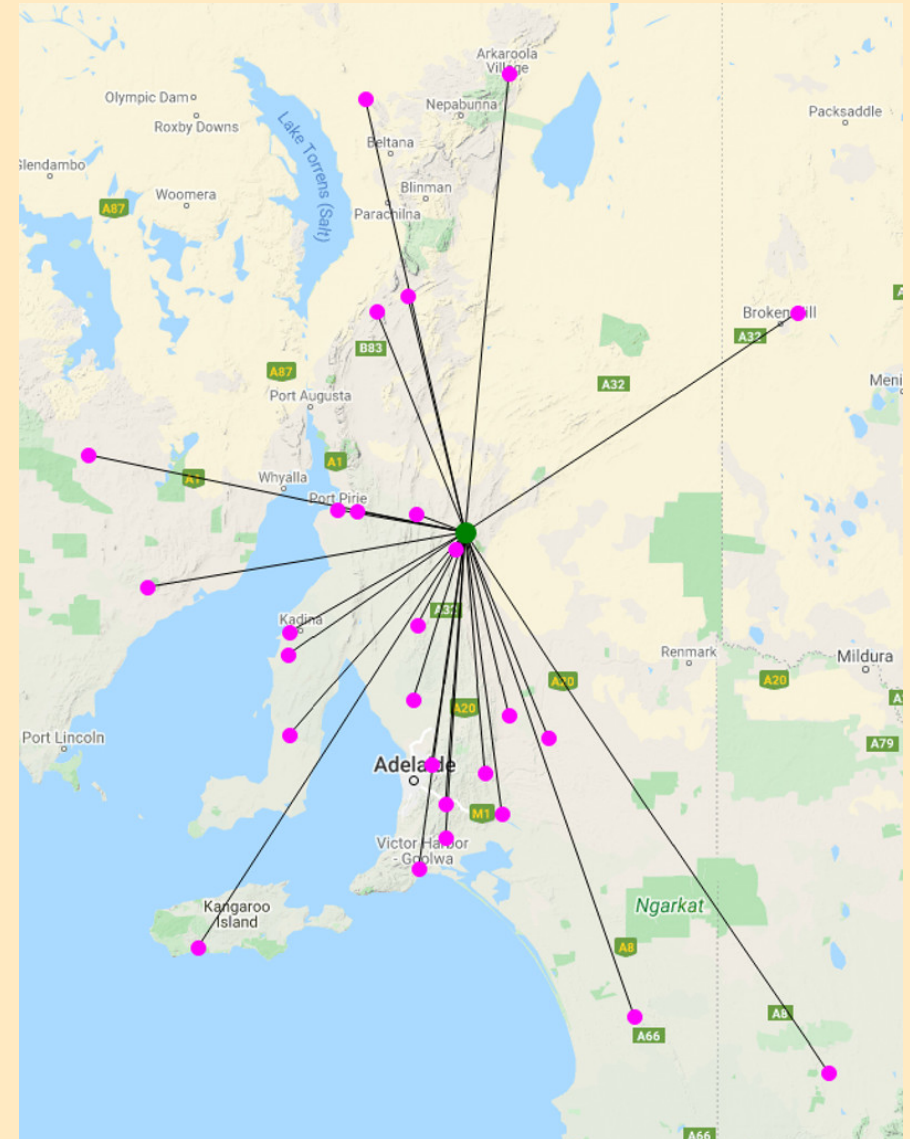 Arkaroola
Village
Olympic Dam
Nepabunna
Packsaddle
Roxby Downs
Lake Torrens (Salt)
Beltana
Glendambo
Woomera
Blinman
A87
Parachilna
Broken Hill
A32
B83
A87
A32
Port Augusta
A1
A1
Whyalla
Port Pirie
A32
Kadina
Renmark
Mildura
A20
A20
A20
Port Lincoln
A79
Adelaide
M1
Victor Harbor
- Goolwa
Kangaroo
Island
Ngarkat
A8
A8
A66
A66